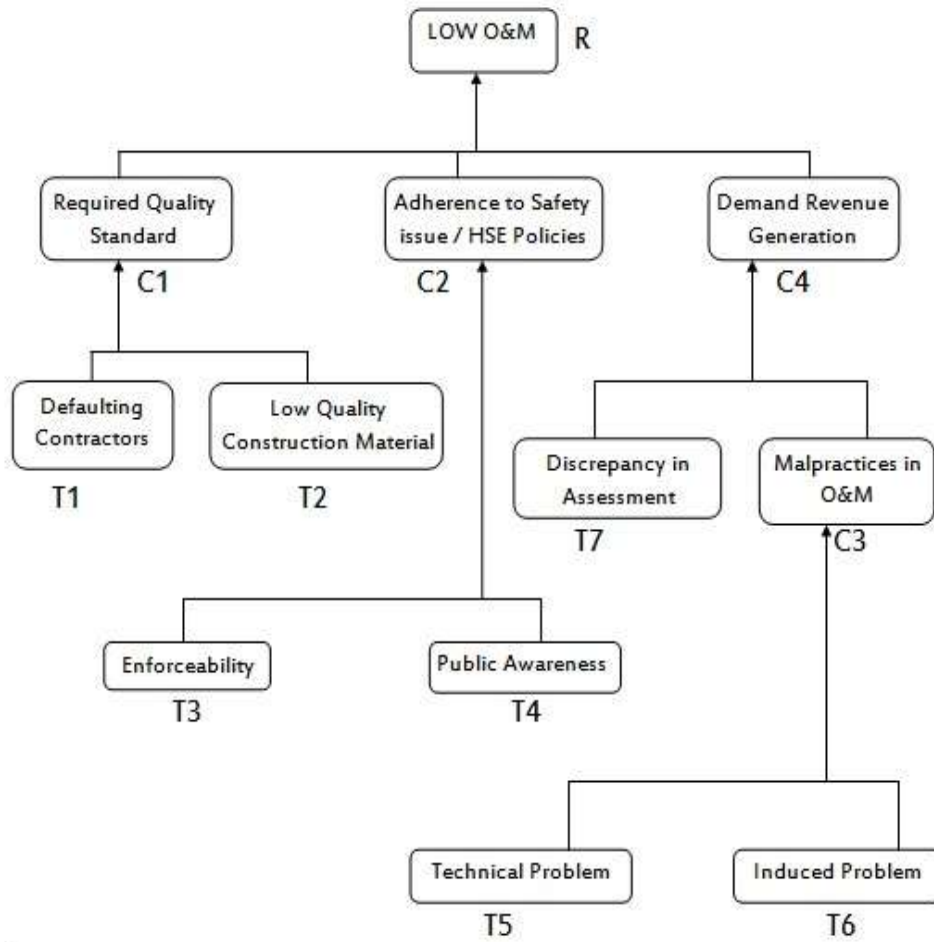 LOW O&M
R
Required Quality
Standard
C1
Adherence to Safety
issue / HSE Policies
C2
Demand Revenue
Generation
C4
Defaulting
Contractors
T1
Low Quality
Construction Material
T2
Discrepancy in
Assessment
T7
Malpractices in
O&M
C3
Enforceability
T3
Public Awareness
T4
Technical Problem
T5
Induced Problem
T6